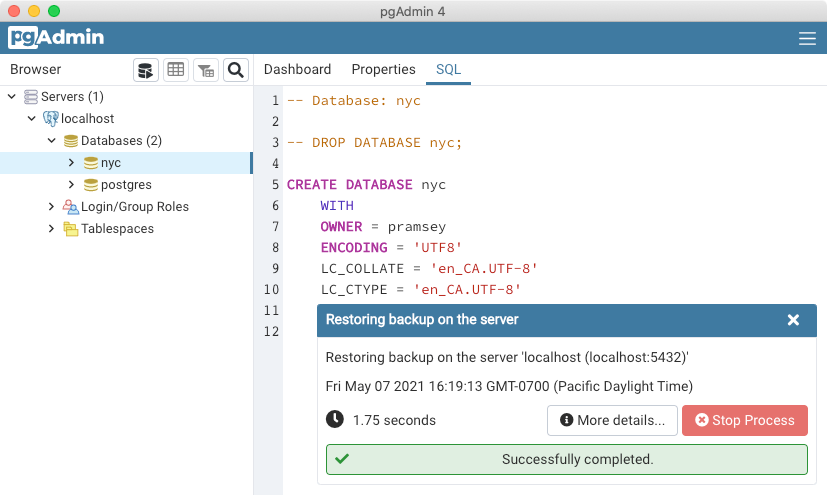 pgAdmin 4
pgAdmin
Browser
Dashboard Properties SQL
Servers (1)
localhost
Databases (2)
nyc
postgres
Login/Group Roles
Tablespaces
1 -- Database: nyc
2
3 -- DROP DATABASE nyc;
4
5 CREATE DATABASE nyc
6 WITH
7 OWNER = pramsey
8 ENCODING = 'UTF8'
9 LC_COLLATE = 'en_CA.UTF-8'
10 LC_CTYPE = 'en_CA.UTF-8'
11
12
Restoring backup on the server
Restoring backup on the server 'localhost (localhost:5432)'
Fri May 07 2021 16:19:13 GMT-0700 (Pacific Daylight Time)
1.75 seconds More details... Stop Process
Successfully completed.